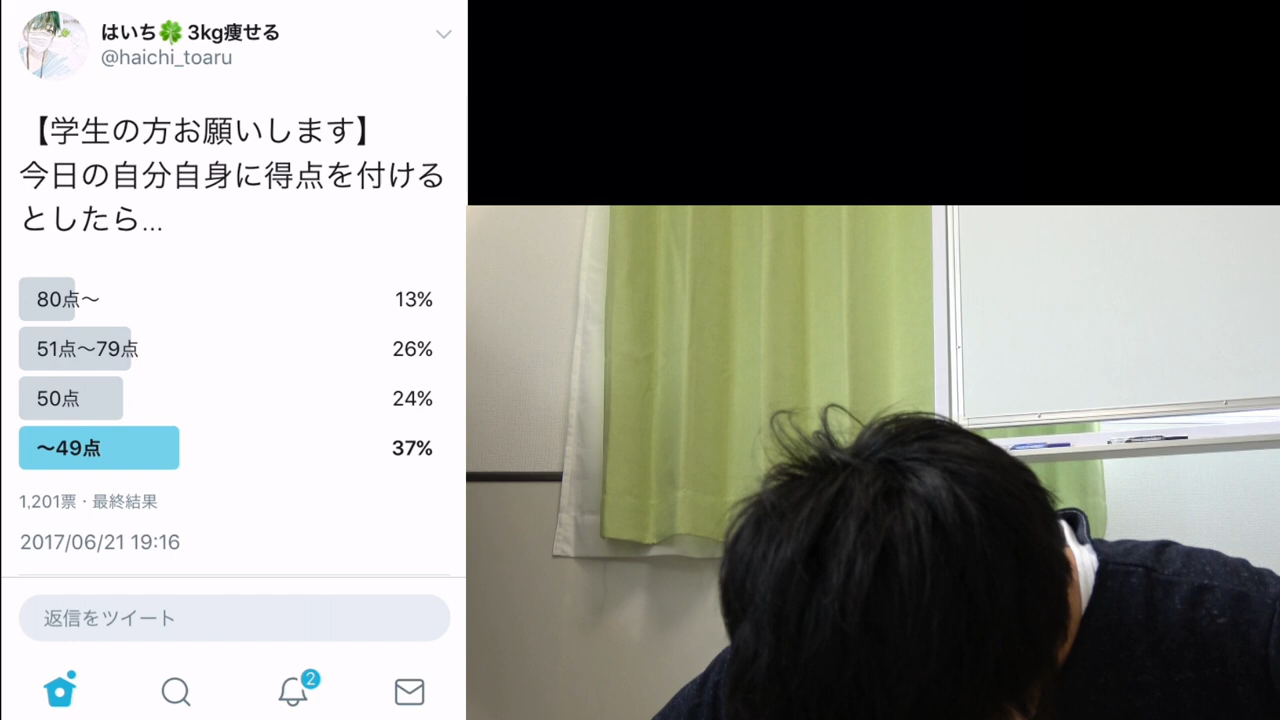 はいち🍀3kg痩せる
@haichi_toaru
【学生の方お願いします】
今日の自分自身に得点を付ける
としたら...
80点〜 13%
51点〜79点 26%
50点 24%
〜49点 37%
1,201票・最終結果
2017/06/21 19:16
返信をツイート
2